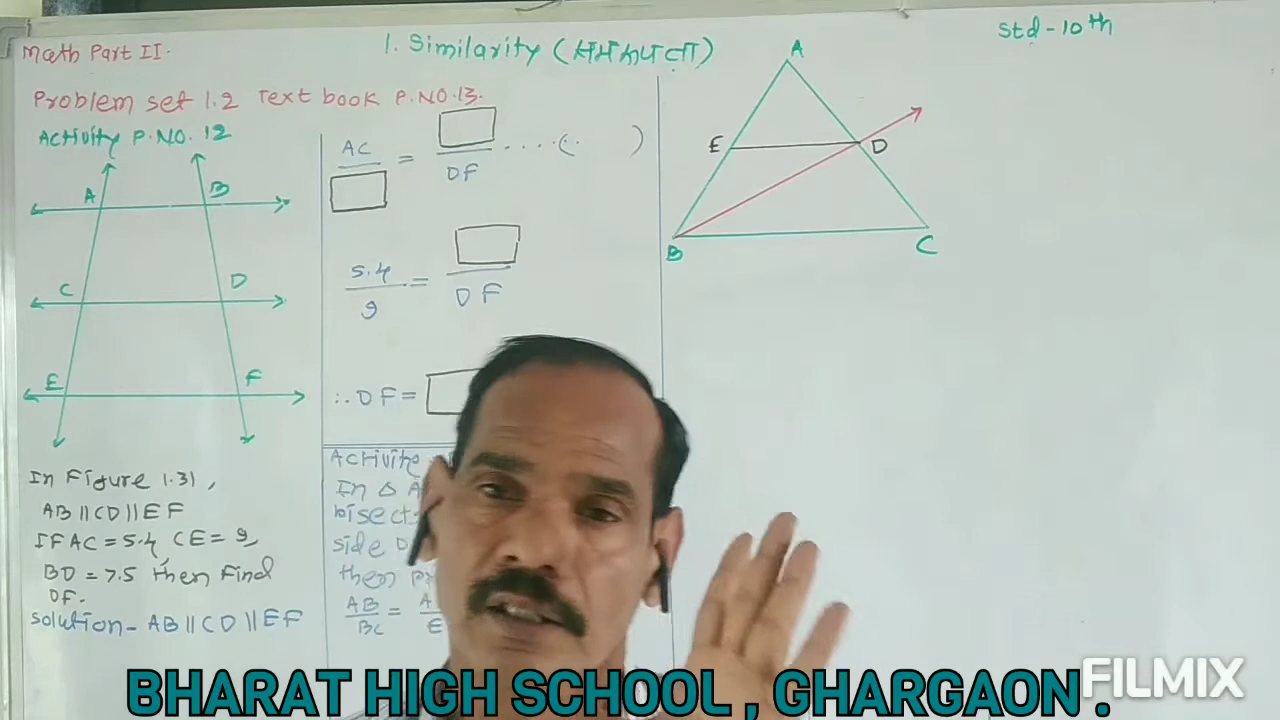 Math Part II.
1. Similarity (समरूपता)
Std - 10th
Problem set 1.2 Text book P.NO.13.
Activity P.NO. 12
A
B
C
D
E
F
In Figure 1.31,
AB || CD || EF
IF AC = 5.4, CE = 9
BD = 7.5 then Find
DF.
Solution - AB || CD || EF
AC
=
DF
....(.. )
5.4
9
=
DF
∴ DF =
Activite
In △ A
bisect
side D
then pr
AB
BC
=
A
E
A
E
D
B
C
BHARAT HIGH SCHOOL , GHARGAON .
FILMIX